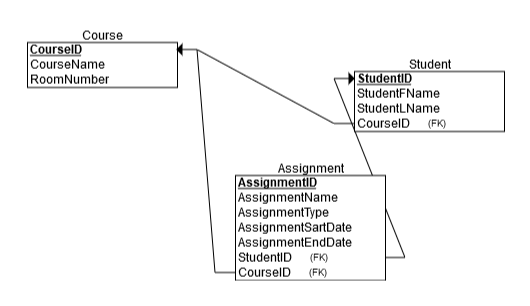 Course
CourseID
CourseName
RoomNumber
Student
StudentID
StudentFName
StudentLName
CourseID (FK)
Assignment
AssignmentID
AssignmentName
AssignmentType
AssignmentSartDate
AssignmentEndDate
StudentID (FK)
CourseID (FK)